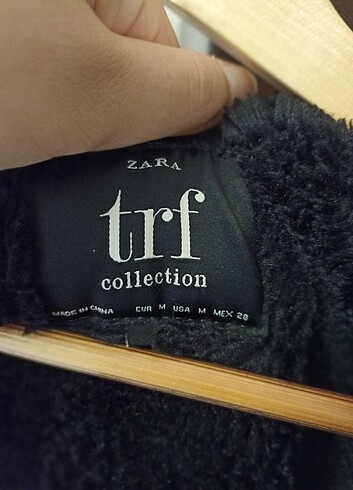 ZARA
trf
collection
MADE IN CHINA EUR M USA M MEX 28